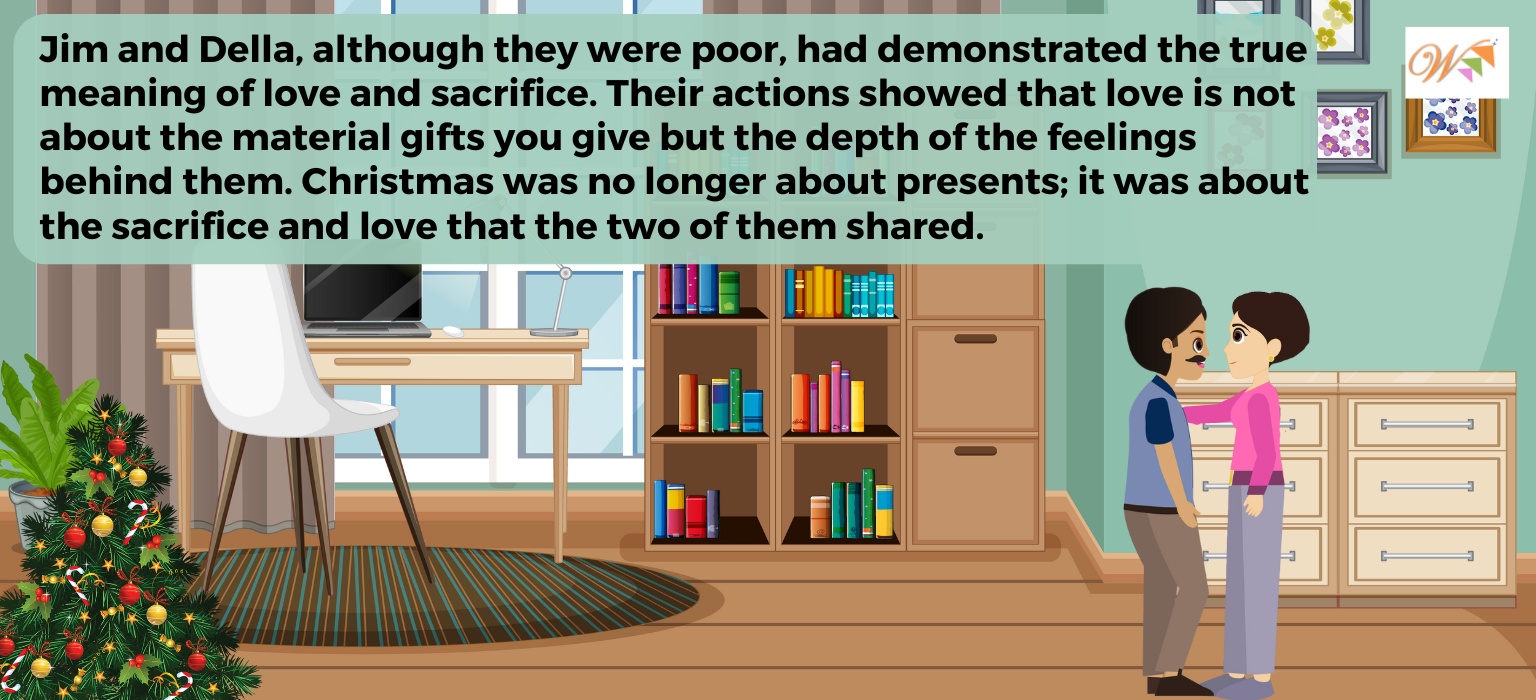 Jim and Della, although they were poor, had demonstrated the true
meaning of love and sacrifice. Their actions showed that love is not
about the material gifts you give but the depth of the feelings
behind them. Christmas was no longer about presents; it was about
the sacrifice and love that the two of them shared.
W